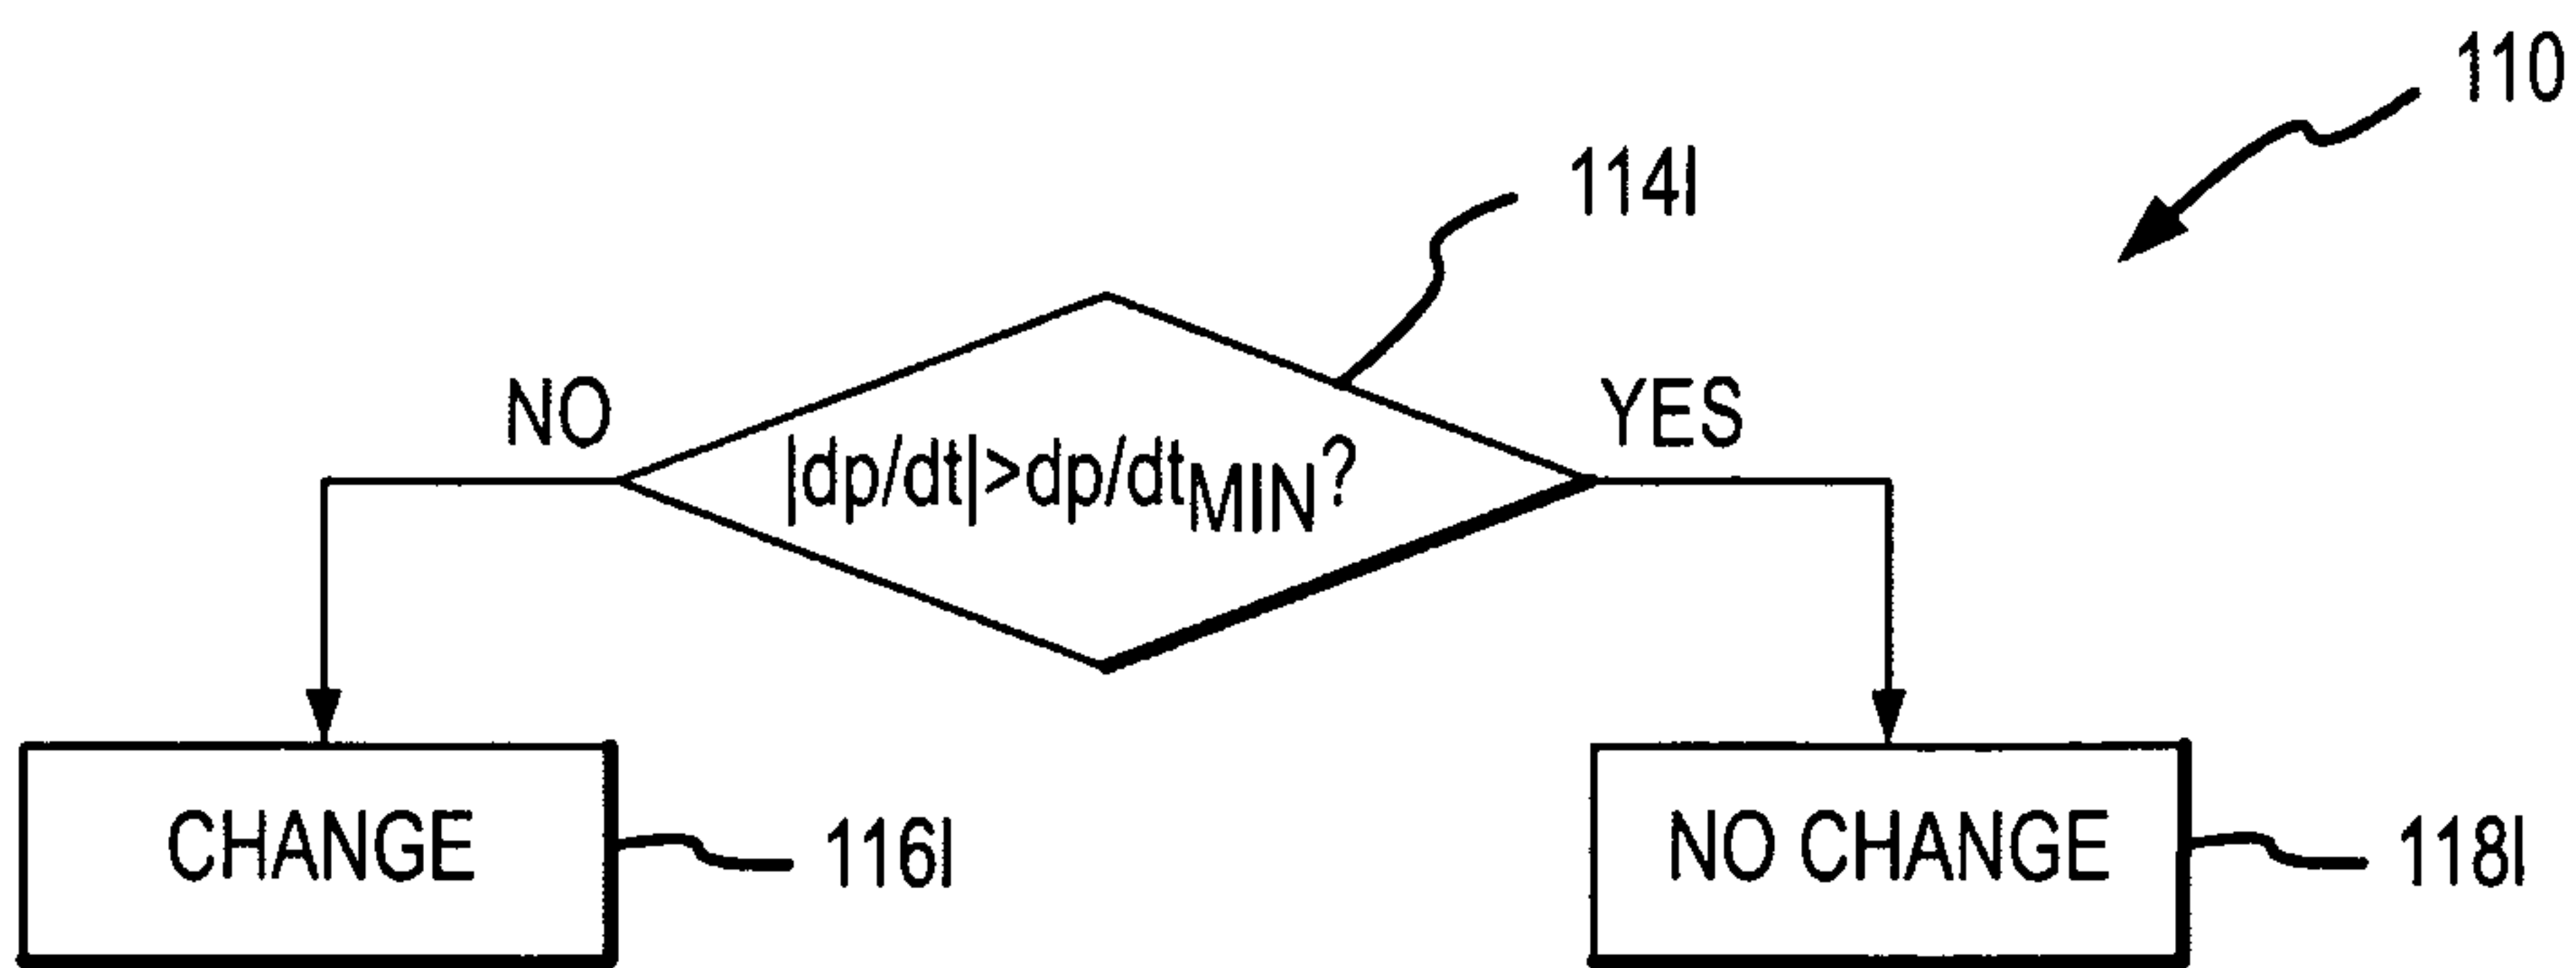 110
114I
NO
YES
|dp/dt|>dp/dtMIN?
CHANGE
116I
NO CHANGE
118I